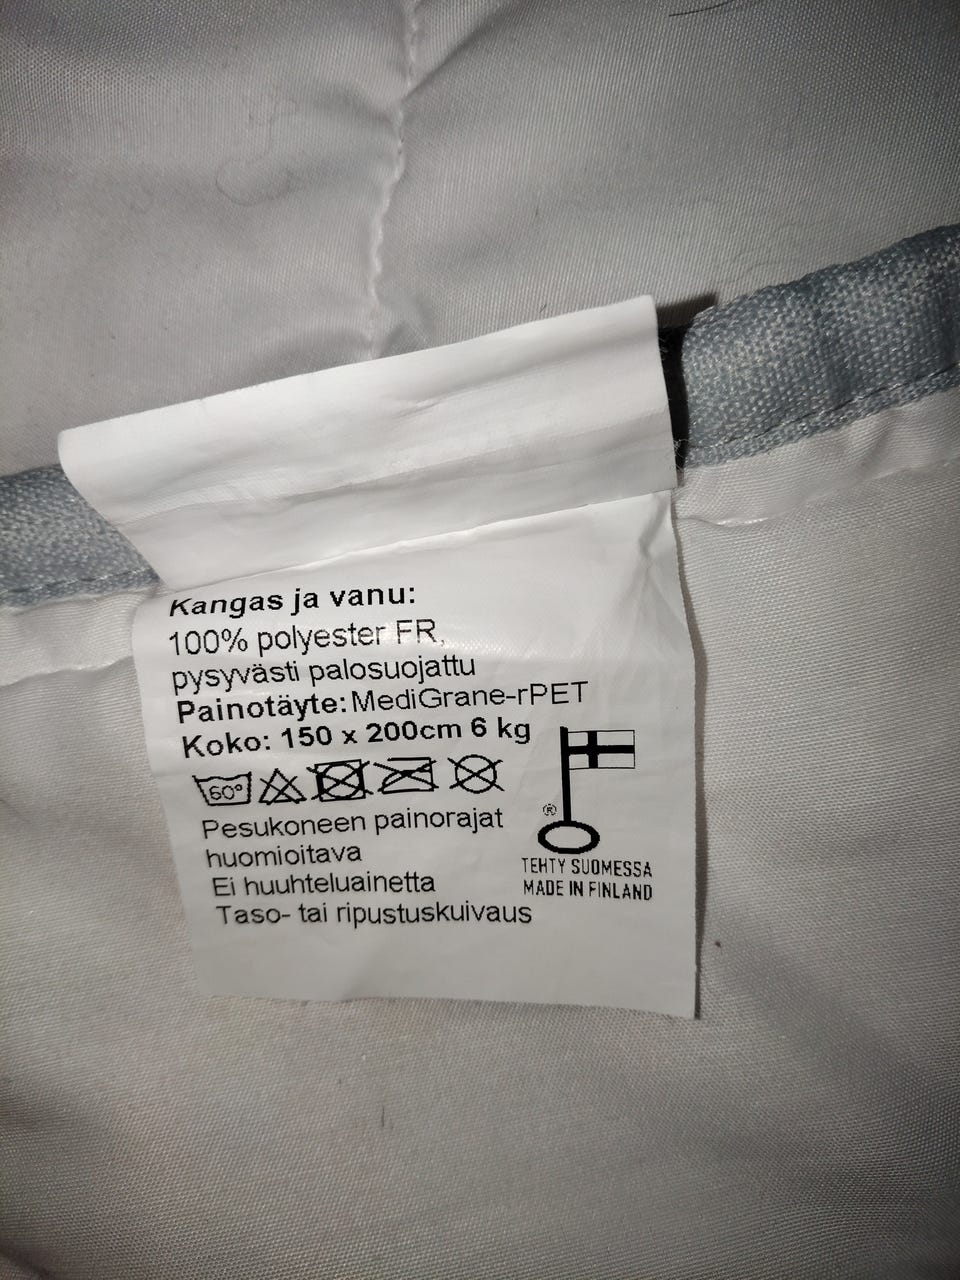 Kangas ja vanu:
100% polyester FR,
pysyvästi palosuojattu
Painotäyte: MediGrane-rPET
Koko: 150 x 200cm 6 kg
60°
Pesukoneen painorajat
huomioitava
Ei huuhteluainetta
Taso- tai ripustuskuivaus
®
TEHTY SUOMESSA
MADE IN FINLAND